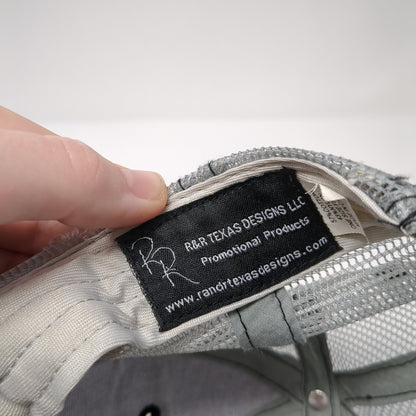 RR
R&R TEXAS DESIGNS LLC
Promotional Products
www.randrtexasdesigns.com